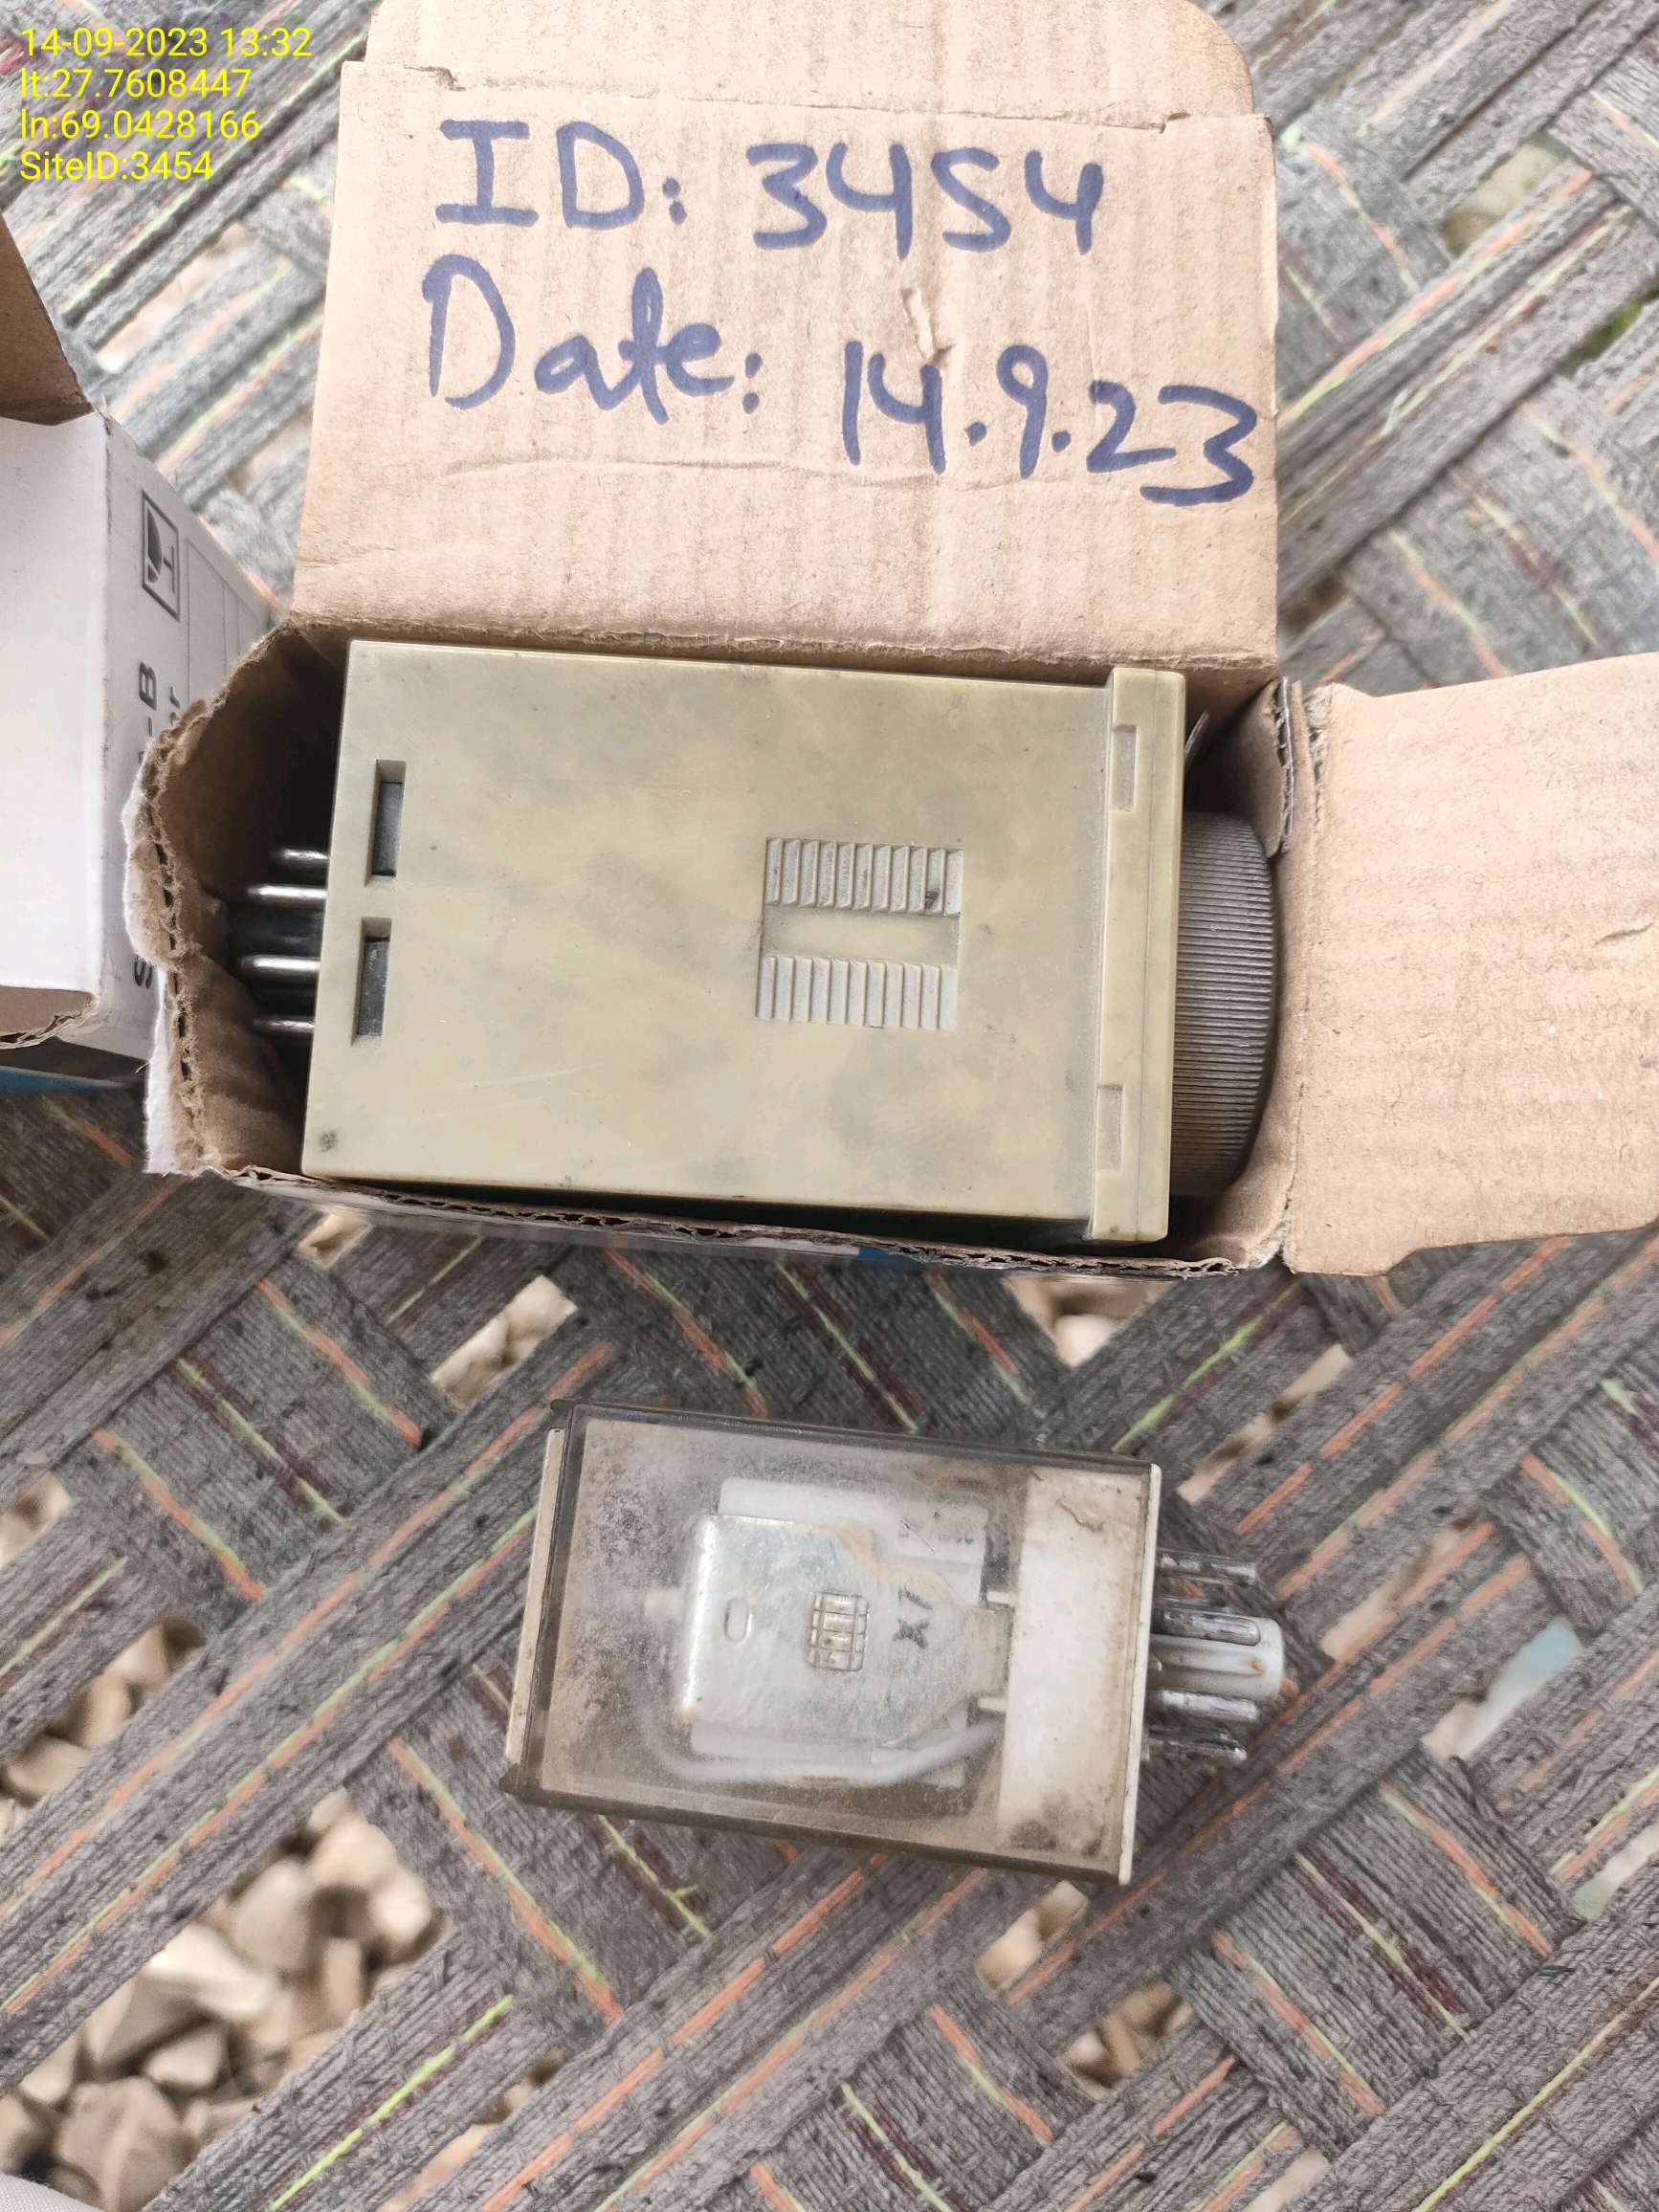 14-09-2023 13:32
lt:27.7608447
ln:69.0428166
SiteID:3454
ID: 3454
Date: 14.9.23